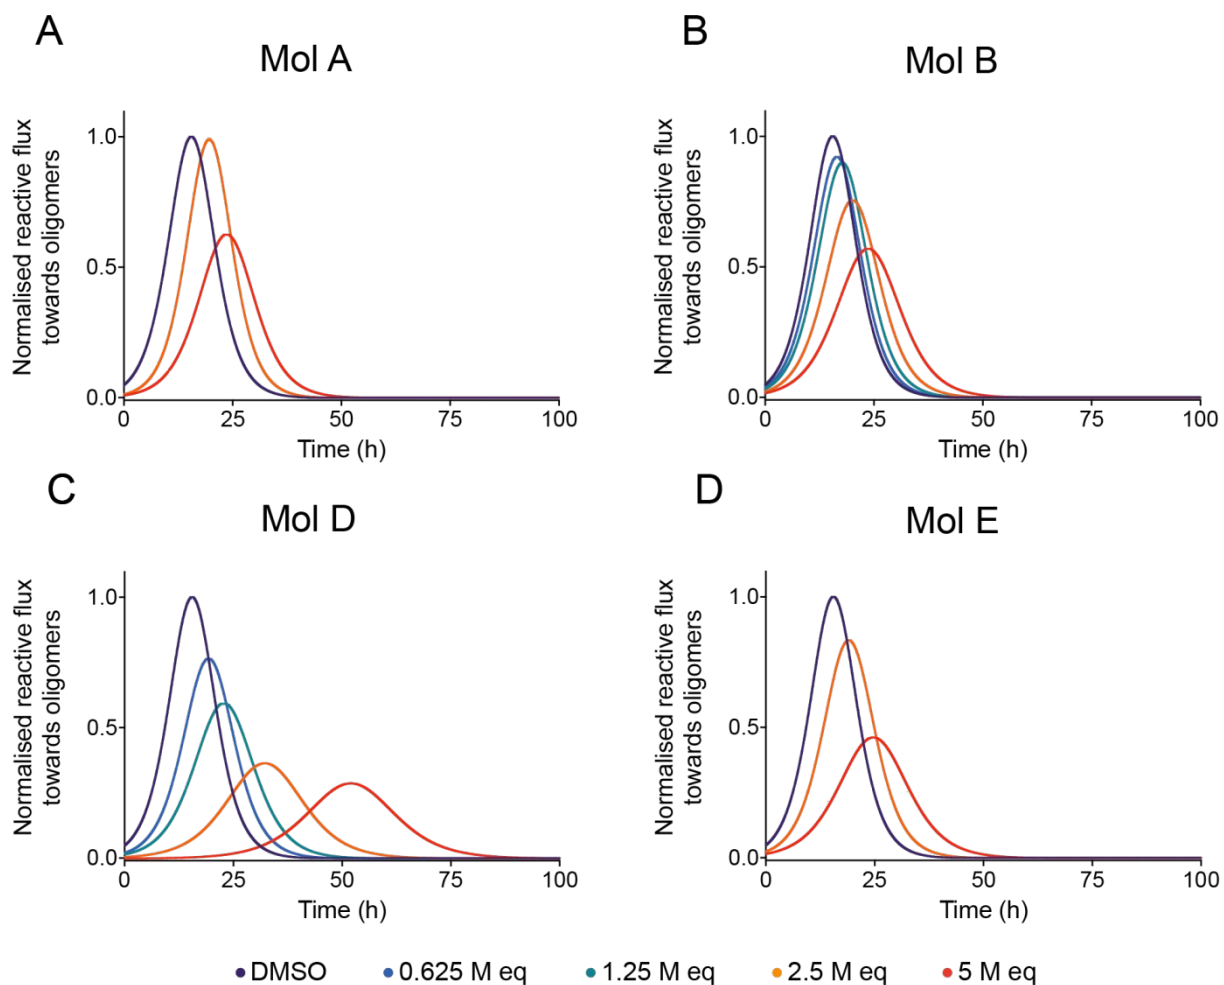 A
Mol A
Normalised reactive flux
towards oligomers
1.0
0.5
0.0
0
25
50
75
100
Time (h)
B
Mol B
Normalised reactive flux
towards oligomers
1.0
0.5
0.0
0
25
50
75
100
Time (h)
C
Mol D
Normalised reactive flux
towards oligomers
1.0
0.5
0.0
0
25
50
75
100
Time (h)
D
Mol E
Normalised reactive flux
towards oligomers
1.0
0.5
0.0
0
25
50
75
100
Time (h)
DMSO
0.625 M eq
1.25 M eq
2.5 M eq
5 M eq